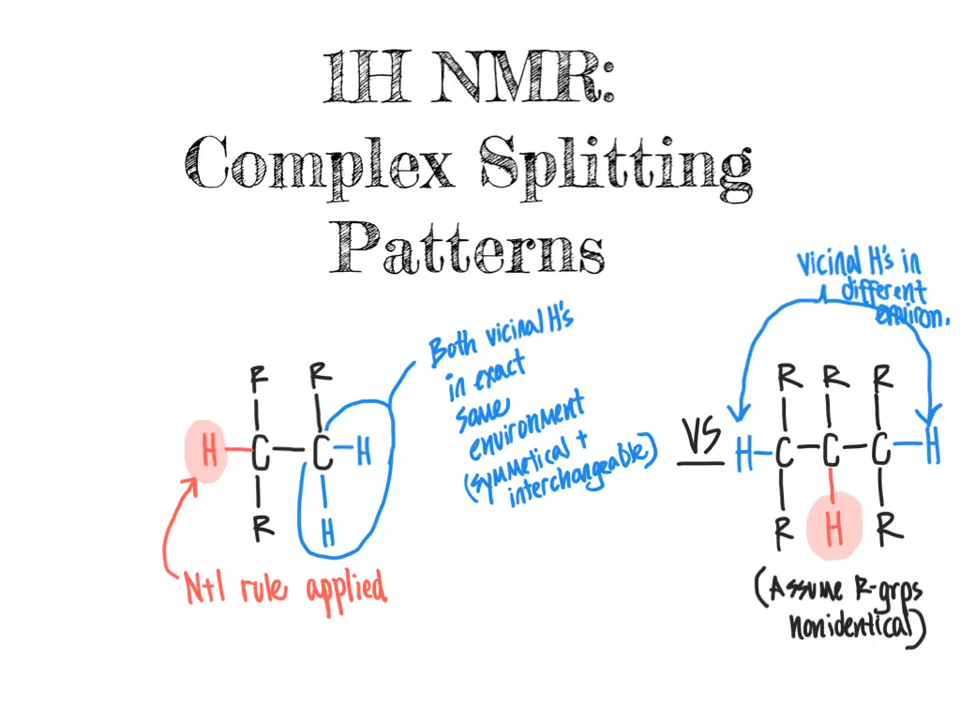 1H NMR:
Complex Splitting
Patterns
vicinal H's in
different
environ.
Both vicinal H's
in exact
same
environment
(symmetical +
interchangeable)
VS
R R
H C C H
R H
R R R
H C C C H
R H R
N+1 rule applied
(Assume R-grps
nonidentical)